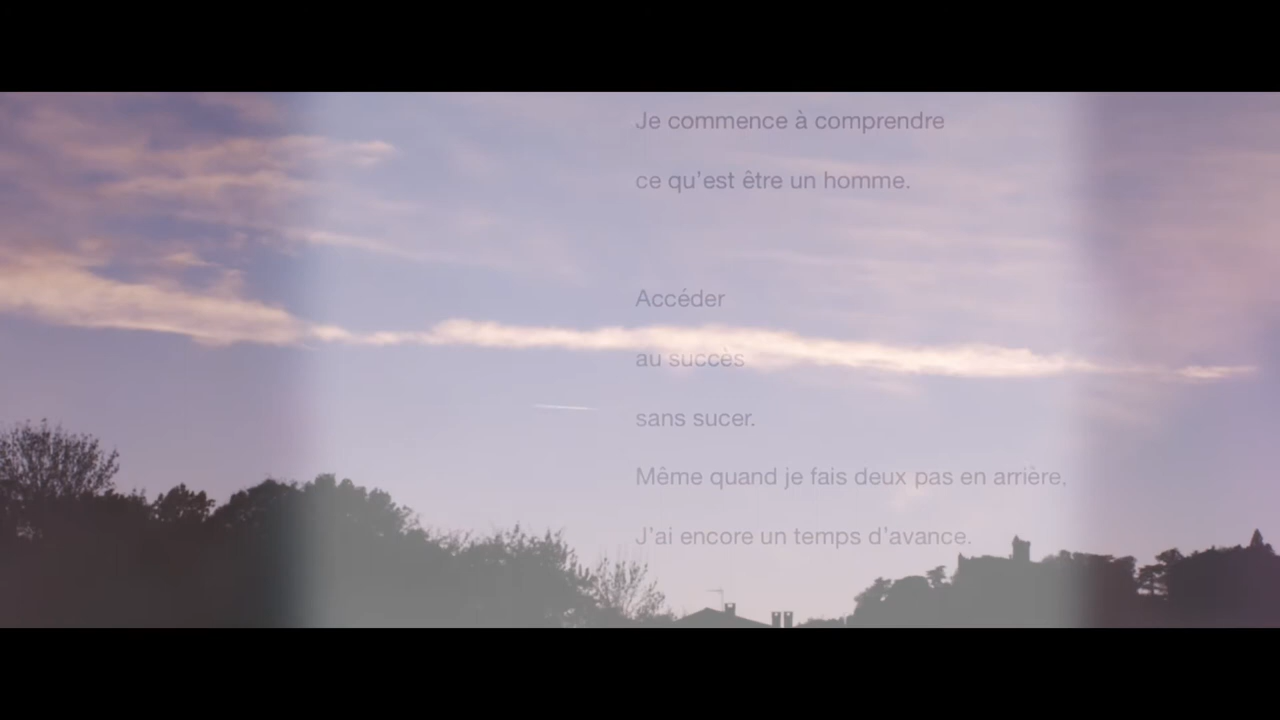 Je commence à comprendre
ce qu’est être un homme.
Accéder
au succès
sans sucer.
Même quand je fais deux pas en arrière,
J’ai encore un temps d’avance.